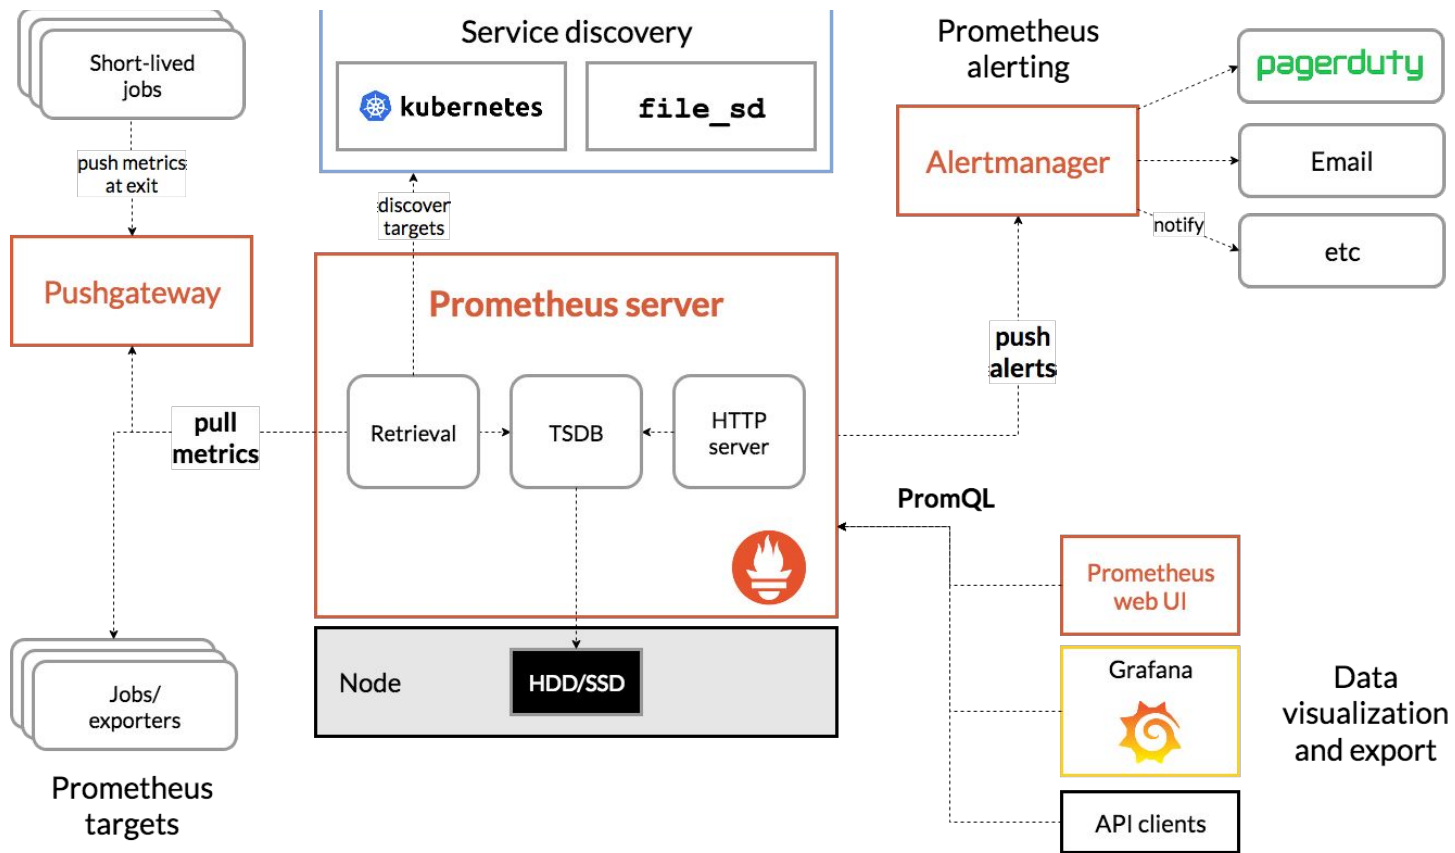 Short-lived
jobs
push metrics
at exit
Pushgateway
Service discovery
kubernetes
file_sd
discover
targets
Prometheus
alerting
Alertmanager
pagerduty
Email
notify
etc
Prometheus server
push
alerts
pull
metrics
Retrieval
TSDB
HTTP
server
PromQL
Node
HDD/SSD
Jobs/
exporters
Prometheus
targets
Prometheus
web UI
Grafana
API clients
Data
visualization
and export